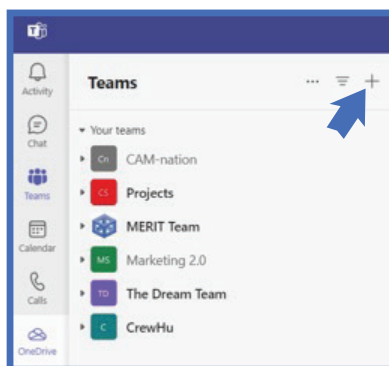 Activity
Chat
Teams
Calendar
Calls
OneDrive
Teams
Your teams
Cn CAM-nation
CS Projects
MERIT Team
MS Marketing 2.0
TD The Dream Team
C CrewHu